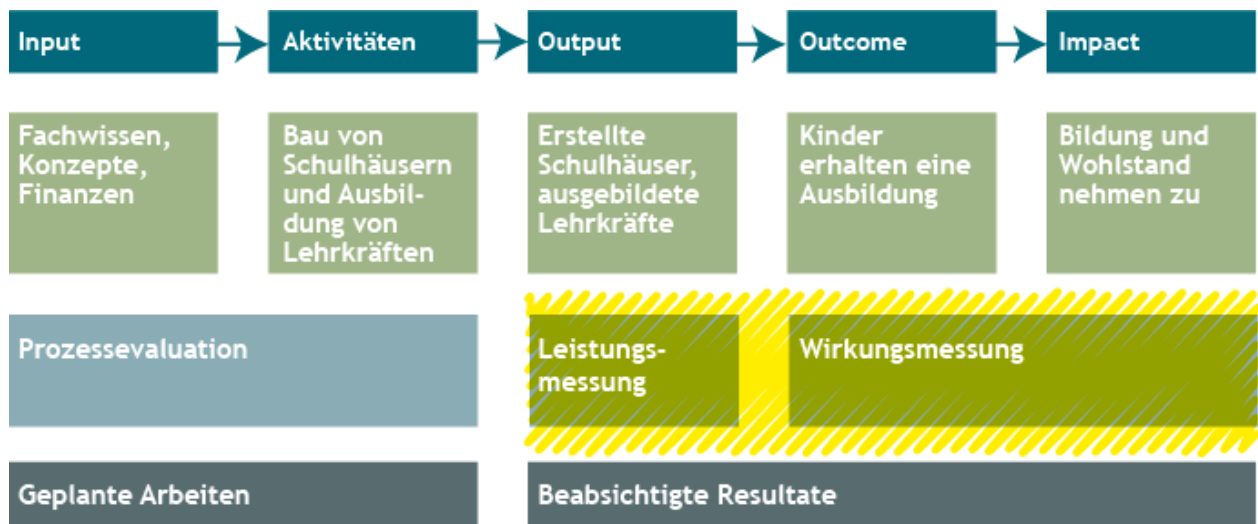 Input
Aktivitäten
Output
Outcome
Impact
Fachwissen,
Konzepte,
Finanzen
Bau von
Schulhäusern
und Ausbil-
dung von
Lehrkräften
Erstellte
Schulhäuser,
ausgebildete
Lehrkräfte
Kinder
erhalten eine
Ausbildung
Bildung und
Wohlstand
nehmen zu
Prozessevaluation
Leistungs-
messung
Wirkungsmessung
Geplante Arbeiten
Beabsichtigte Resultate